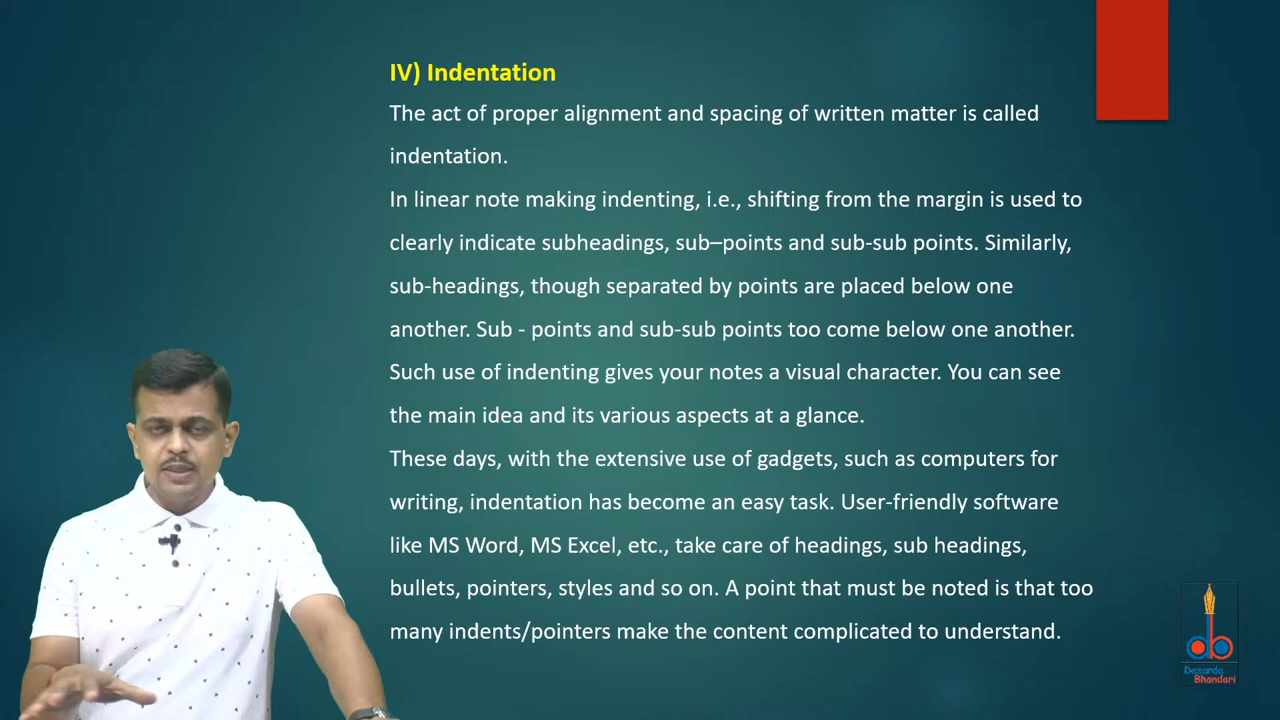 IV) Indentation
The act of proper alignment and spacing of written matter is called
indentation.
In linear note making indenting, i.e., shifting from the margin is used to
clearly indicate subheadings, sub–points and sub-sub points. Similarly,
sub-headings, though separated by points are placed below one
another. Sub - points and sub-sub points too come below one another.
Such use of indenting gives your notes a visual character. You can see
the main idea and its various aspects at a glance.
These days, with the extensive use of gadgets, such as computers for
writing, indentation has become an easy task. User-friendly software
like MS Word, MS Excel, etc., take care of headings, sub headings,
bullets, pointers, styles and so on. A point that must be noted is that too
many indents/pointers make the content complicated to understand.
db
Desarda
Bhandari